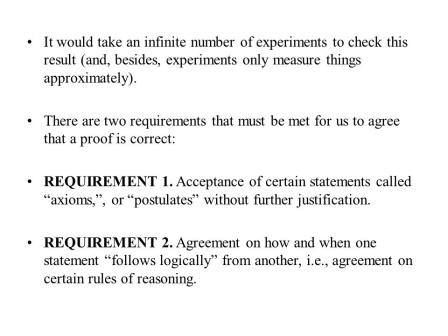 • It would take an infinite number of experiments to check this
result (and, besides, experiments only measure things
approximately).
• There are two requirements that must be met for us to agree
that a proof is correct:
• REQUIREMENT 1. Acceptance of certain statements called
“axioms,”, or “postulates” without further justification.
• REQUIREMENT 2. Agreement on how and when one
statement “follows logically” from another, i.e., agreement on
certain rules of reasoning.